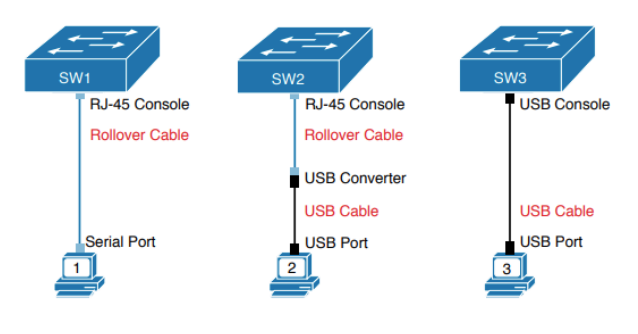 SW1
SW2
SW3
RJ-45 Console
RJ-45 Console
USB Console
Rollover Cable
Rollover Cable
USB Converter
USB Cable
USB Cable
Serial Port
USB Port
USB Port
1
2
3